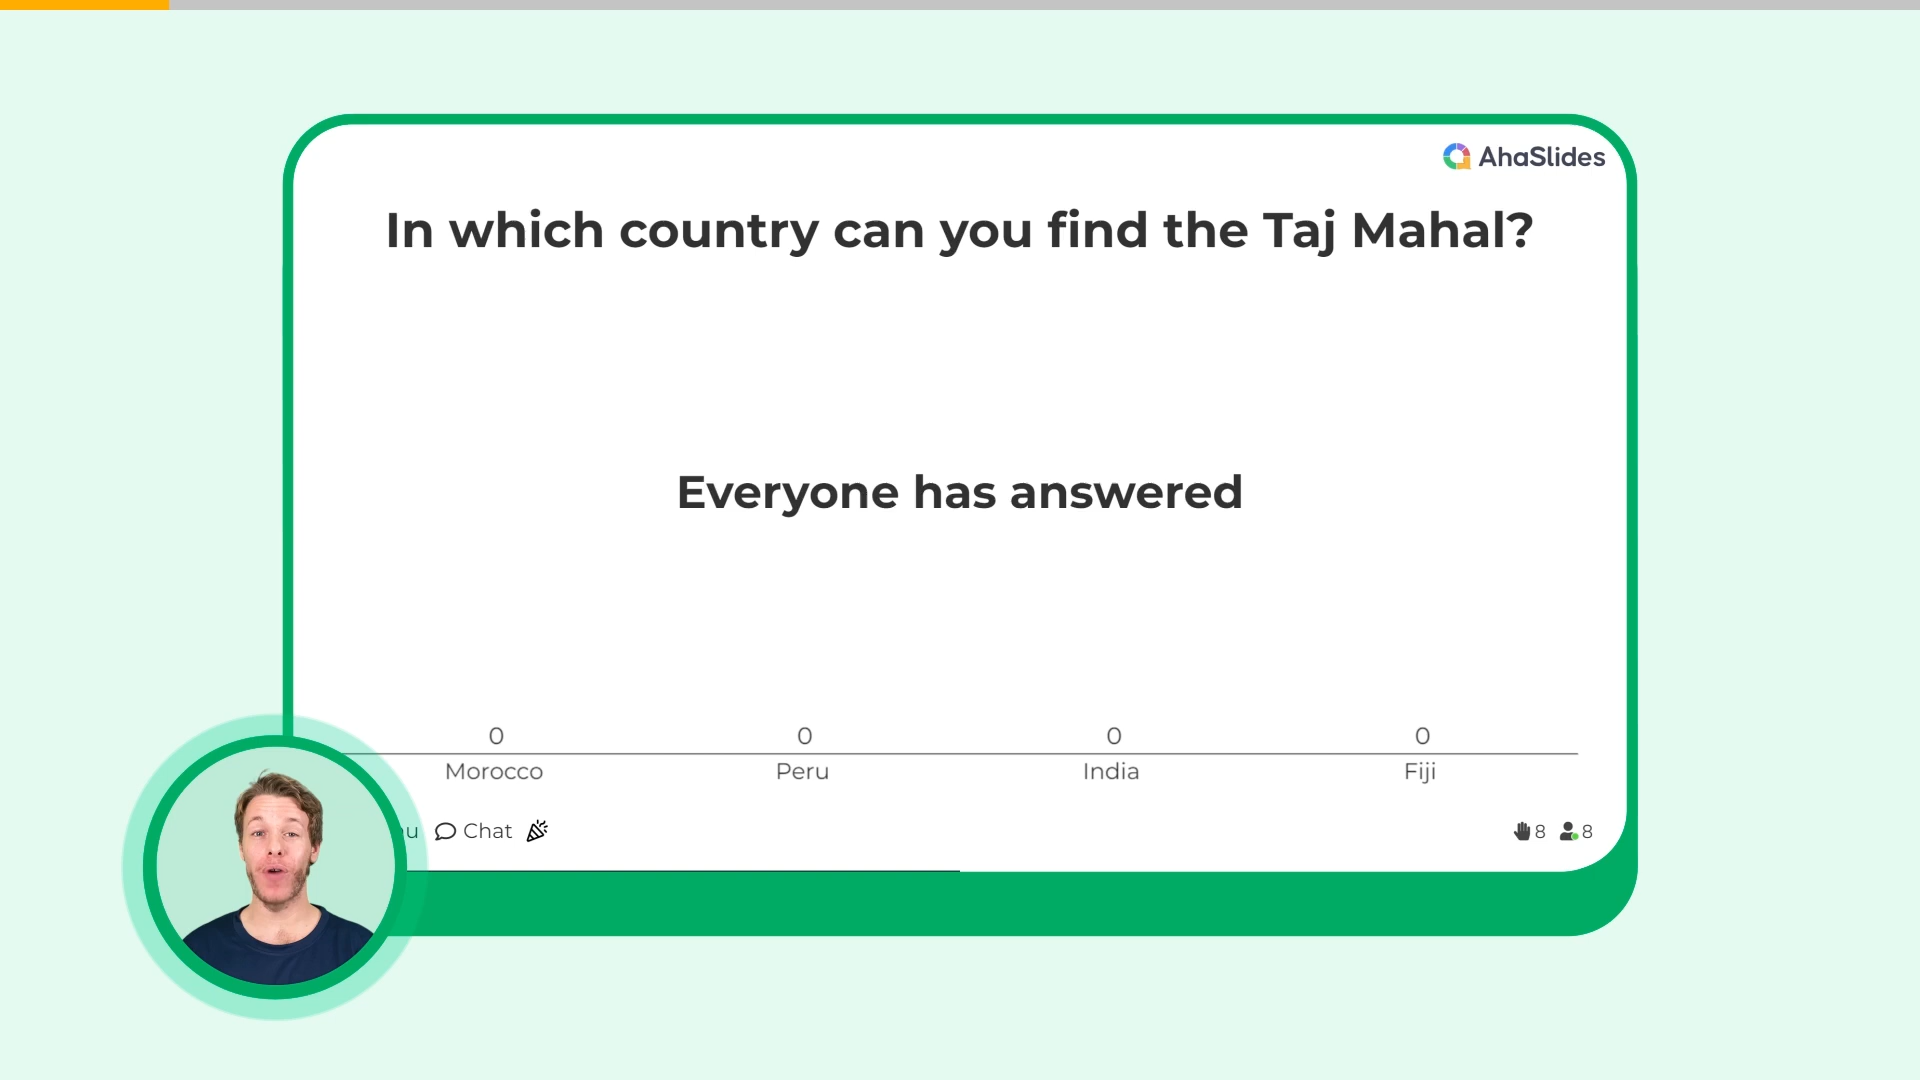 AhaSlides
In which country can you find the Taj Mahal?
Everyone has answered
0 0 0 0
Morocco Peru India Fiji
Chat 8 8